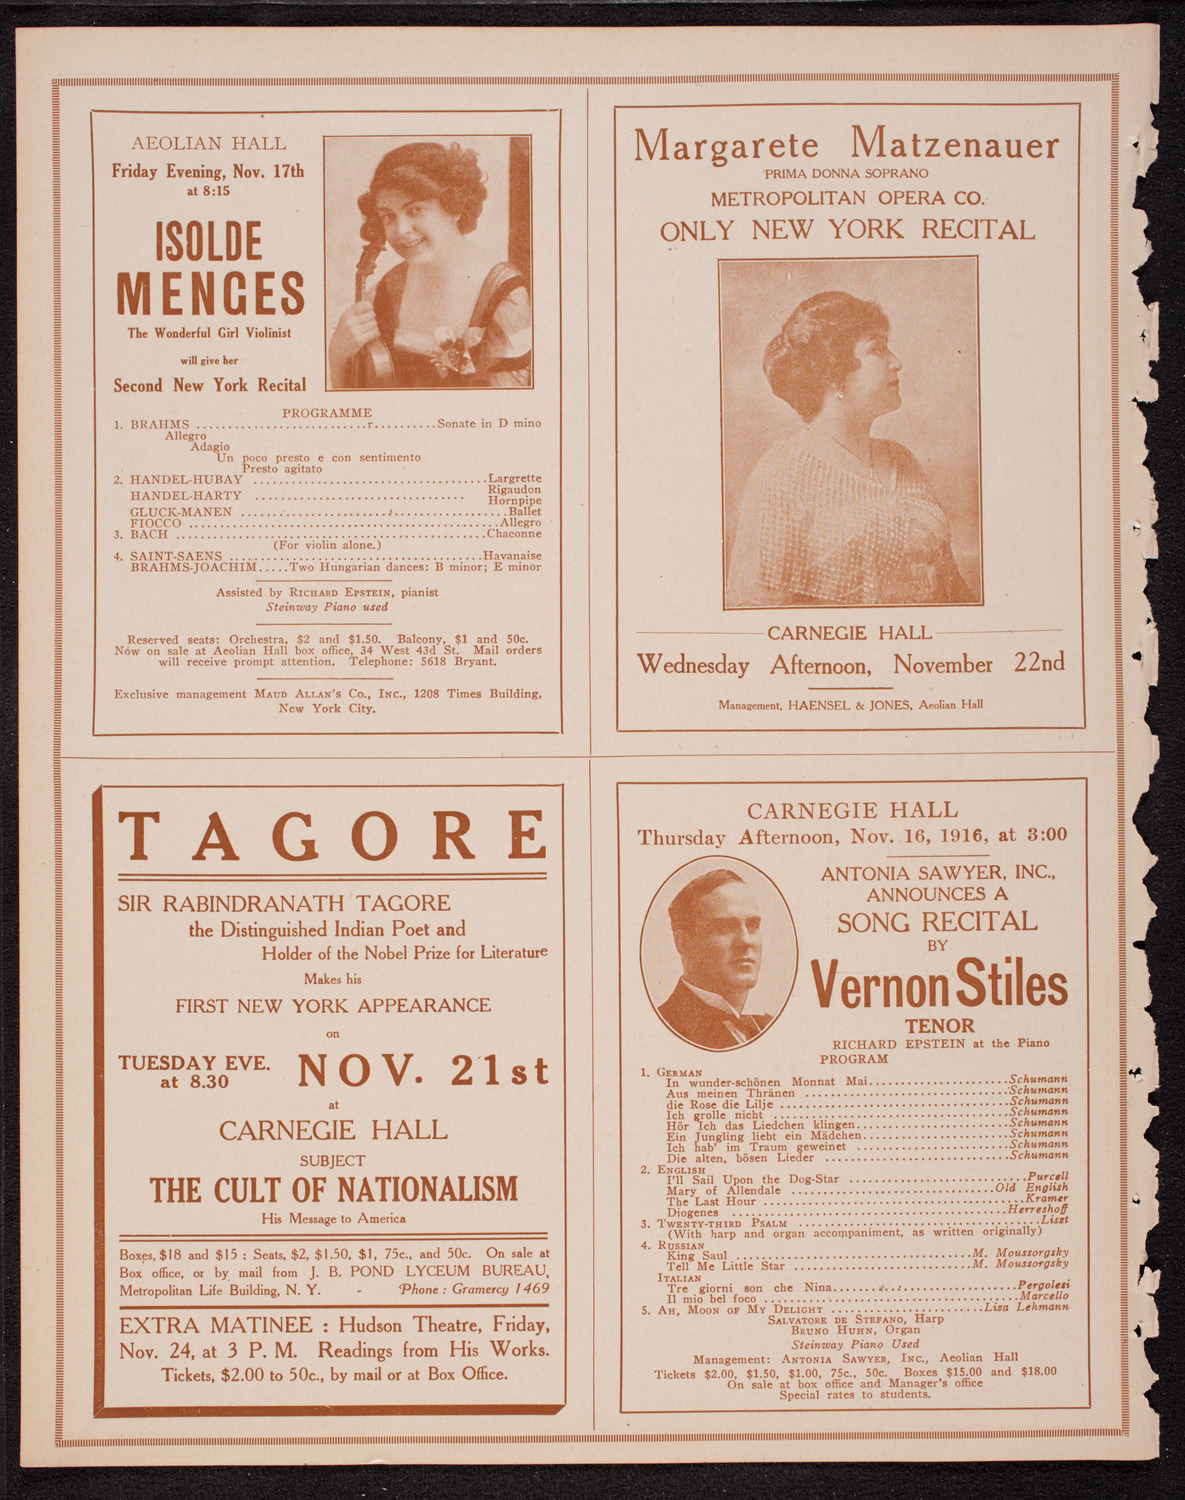 AEOLIAN HALL
Friday Evening, Nov. 17th
at 8:15
ISOLDE
MENGES
The Wonderful Girl Violinist
will give her
Second New York Recital
PROGRAMME
1. BRAHMS ..........................r..........Sonate in D mino
Allegro
Adagio
Un poco presto e con sentimento
Presto agitato
2. HANDEL-HUBAY ....................................Largrette
Rigaudon
HANDEL-HARTY ................................
Hornpipe
GLUCK-MANEN ..........................................Ballet
FIOCCO .................................................Allegro
3. BACH .................................................Chaconne
(For violin alone.)
4. SAINT-SAENS ........................................Havanaise
BRAHMS-JOACHIM.....Two Hungarian dances: B minor; E minor
Assisted by RICHARD EPSTEIN, pianist
Steinway Piano used
Reserved seats: Orchestra, $2 and $1.50. Balcony, $1 and 50c.
Now on sale at Aeolian Hall box office, 34 West 43d St. Mail orders
will receive prompt attention. Telephone: 5618 Bryant.
Exclusive management MAUD ALLAN'S CO., INC., 1208 Times Building,
New York City.
Margarete Matzenauer
PRIMA DONNA SOPRANO
METROPOLITAN OPERA CO.
ONLY NEW YORK RECITAL
CARNEGIE HALL
Wednesday Afternoon, November 22nd
Management, HAENSEL & JONES, Aeolian Hall
TAGORE
SIR RABINDRANATH TAGORE
the Distinguished Indian Poet and
Holder of the Nobel Prize for Literature
Makes his
FIRST NEW YORK APPEARANCE
on
TUESDAY EVE.
at 8.30
NOV. 21st
at
CARNEGIE HALL
SUBJECT
THE CULT OF NATIONALISM
His Message to America
Boxes, $18 and $15 : Seats, $2, $1.50, $1, 75c., and 50c. On sale at
Box office, or by mail from J. B. POND LYCEUM BUREAU,
Metropolitan Life Building, N. Y. - Phone : Gramercy 1469
EXTRA MATINEE : Hudson Theatre, Friday,
Nov. 24, at 3 P. M. Readings from His Works.
Tickets, $2.00 to 50c., by mail or at Box Office.
CARNEGIE HALL
Thursday Afternoon, Nov. 16, 1916, at 3:00
ANTONIA SAWYER, INC.,
ANNOUNCES A
SONG RECITAL
BY
Vernon Stiles
TENOR
RICHARD EPSTEIN at the Piano
PROGRAM
1. GERMAN
In wunder-schönen Monnat Mai......................Schumann
Aus meinen Thränen ................................Schumann
die Rose die Lilje ....................................Schumann
Ich grolle nicht .....................................Schumann
Hör Ich das Liedchen klingen........................Schumann
Ein Jungling liebt ein Mädchen.......................Schumann
Ich hab' im Traum geweinet ........................Schumann
Die alten, bösen Lieder .............................Schumann
2. ENGLISH
I'll Sail Upon the Dog-Star ............................Purcell
Mary of Allendale ................................Old English
The Last Hour .........................................Kramer
Diogenes ...........................................Herreshoff
3. TWENTY-THIRD PSALM ......................................Liszt
(With harp and organ accompaniment, as written originally)
4. RUSSIAN
King Saul .....................................M. Moussorgsky
Tell Me Little Star ............................M. Moussorgsky
ITALIAN
Tre giorni son che Nina.............................Pergolesi
Il mio bel foco ........................................Marcello
5. AH, MOON OF MY DELIGHT ........................Liza Lehmann
SALVATORE DE STEFANO, Harp
BRUNO HUHN, Organ
Steinway Piano Used
Management: ANTONIA SAWYER, INC., Aeolian Hall
Tickets $2.00, $1.50, $1.00, 75c., 50c. Boxes $15.00 and $18.00
On sale at box office and Manager's office
Special rates to students.